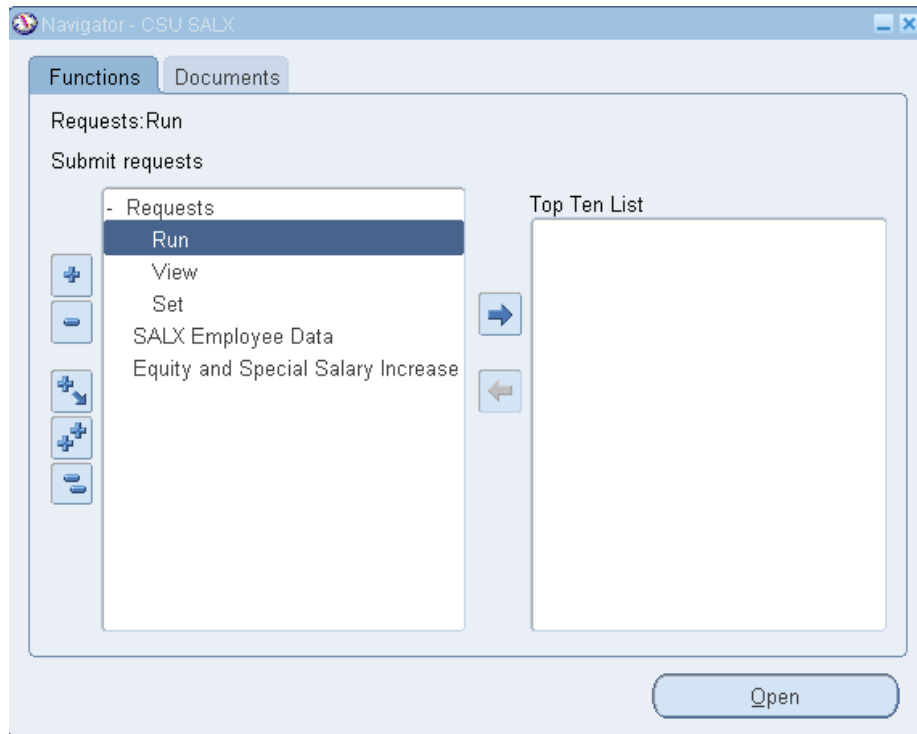 Navigator - CSU SALX
Functions
Documents
Requests:Run
Submit requests
- Requests
Run
View
Set
SALX Employee Data
Equity and Special Salary Increase
Top Ten List
Open